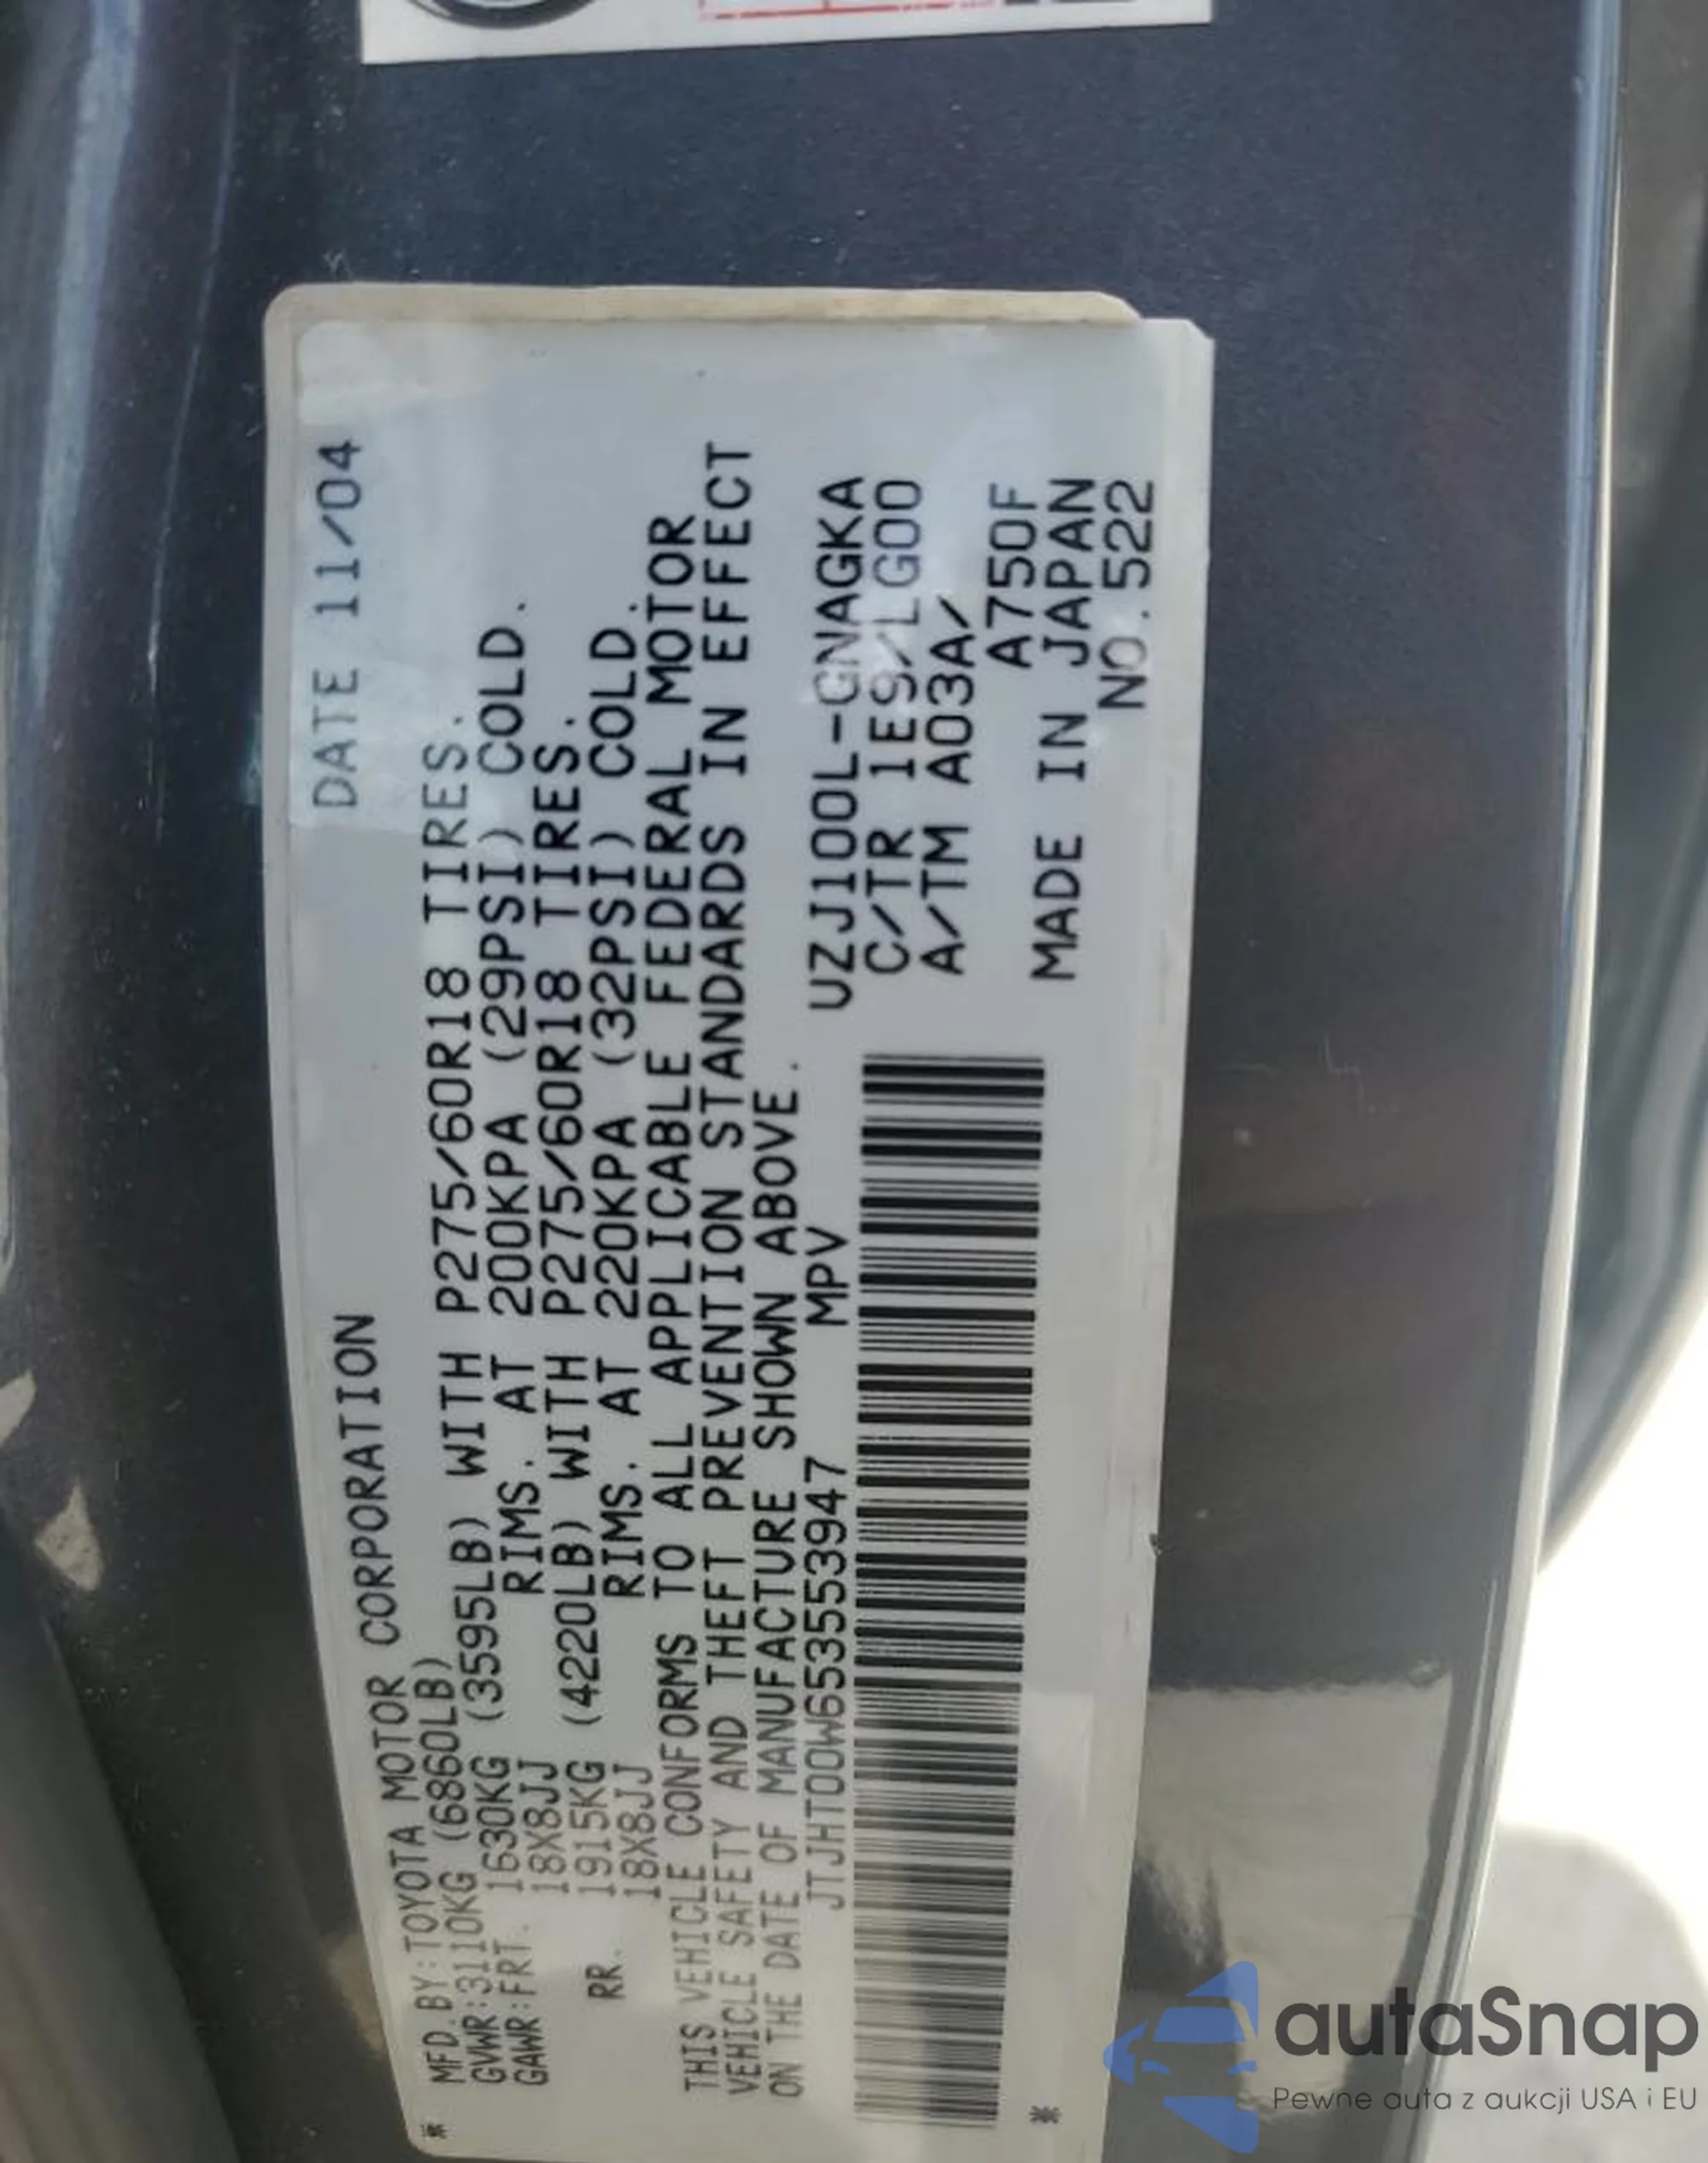 MFD.BY:TOYOTA MOTOR CORPORATION DATE 11/04
GVWR:3110KG (6860LB)
GAWR:FRT. 1630KG (3595LB) WITH P275/60R18 TIRES.
18X8JJ RIMS. AT 200KPA (29PSI) COLD.
RR. 1915KG (4220LB) WITH P275/60R18 TIRES.
18X8JJ RIMS. AT 220KPA (32PSI) COLD.
THIS VEHICLE CONFORMS TO ALL APPLICABLE FEDERAL MOTOR
VEHICLE SAFETY AND THEFT PREVENTION STANDARDS IN EFFECT
ON THE DATE OF MANUFACTURE SHOWN ABOVE.
JTJHT00W653553947 MPV UZJ100L-GNAGKA
C/TR 1E9/LG00
A/TM A03A/
A750F
MADE IN JAPAN
NO.522
* *
autaSnap
Pewne auta z aukcji USA i EU